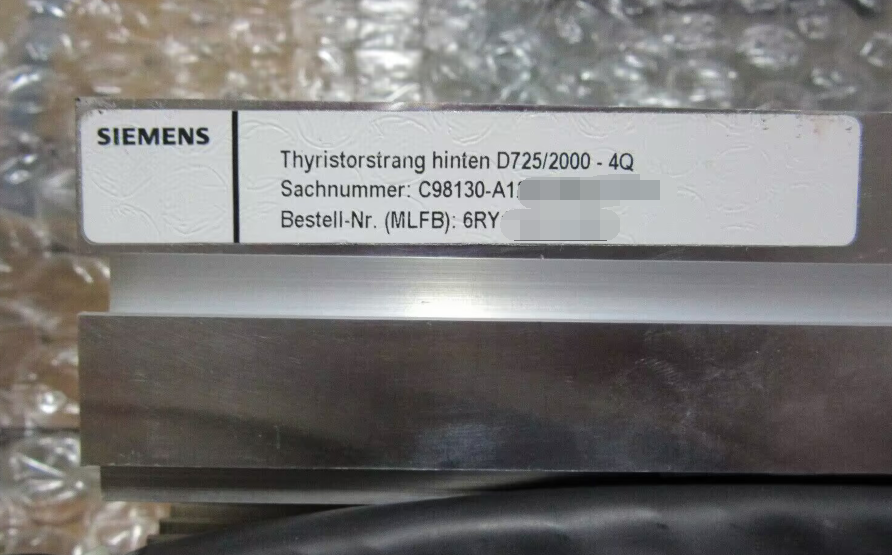 SIEMENS
Thyristorstrang hinten D725/2000 - 4Q
Sachnummer: C98130-A1
Bestell-Nr. (MLFB): 6RY